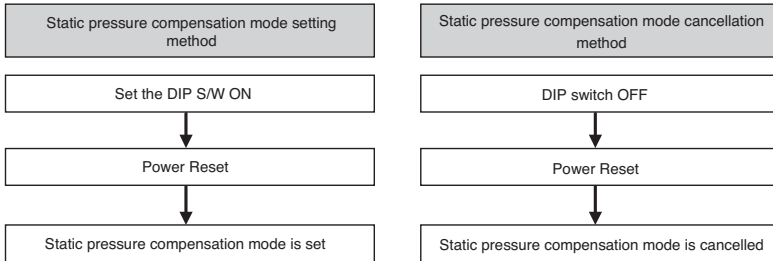 Static pressure compensation mode setting
method
Set the DIP S/W ON
Power Reset
Static pressure compensation mode is set
Static pressure compensation mode cancellation
method
DIP switch OFF
Power Reset
Static pressure compensation mode is cancelled